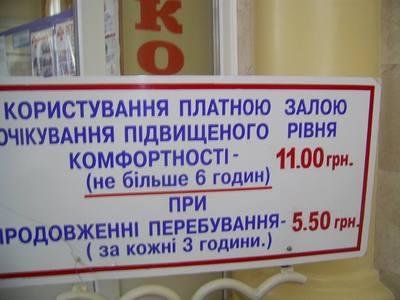 КО
КОРИСТУВАННЯ ПЛАТНОЮ ЗАЛОЮ
ОЧІКУВАННЯ ПІДВИЩЕНОГО РІВНЯ
КОМФОРТНОСТІ - 11.00 грн.
(не більше 6 годин)
ПРИ
ПРОДОВЖЕННІ ПЕРЕБУВАННЯ- 5.50 грн.
( за кожні 3 години.)